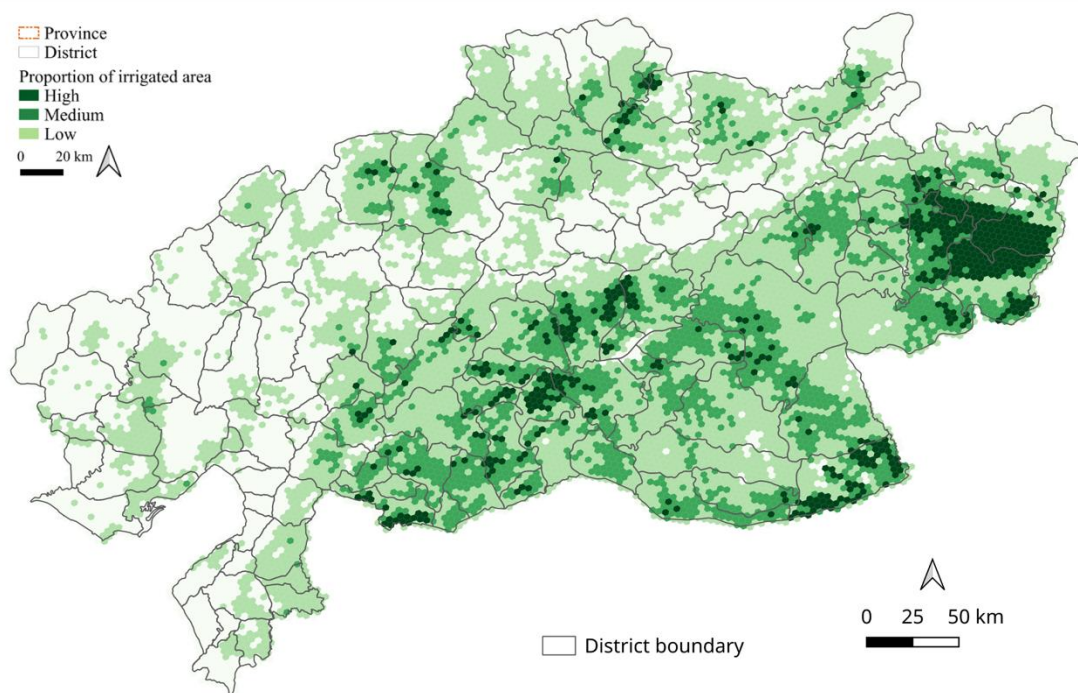 Province
District
Proportion of irrigated area
High
Medium
Low
0 20 km
0 25 50 km
District boundary